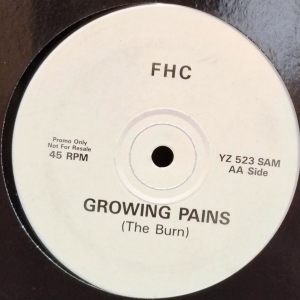 FHC
Promo Only
Not For Resale
45 RPM
YZ 523 SAM
AA Side
GROWING PAINS
(The Burn)